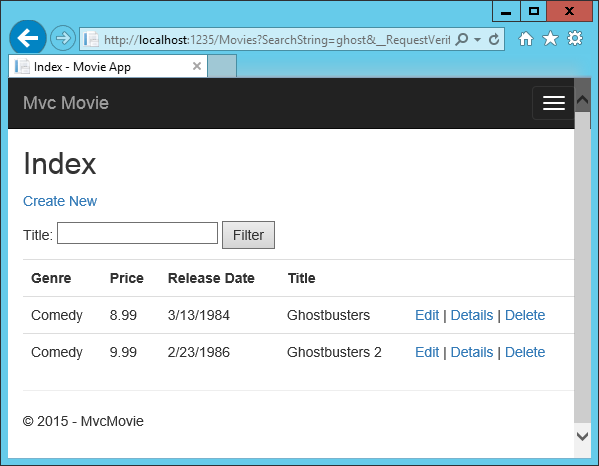 http://localhost:1235/Movies?SearchString=ghost&__RequestVerif
Index - Movie App
Mvc Movie
Index
Create New
Title: Filter
Genre Price Release Date Title
Comedy 8.99 3/13/1984 Ghostbusters Edit | Details | Delete
Comedy 9.99 2/23/1986 Ghostbusters 2 Edit | Details | Delete
© 2015 - MvcMovie